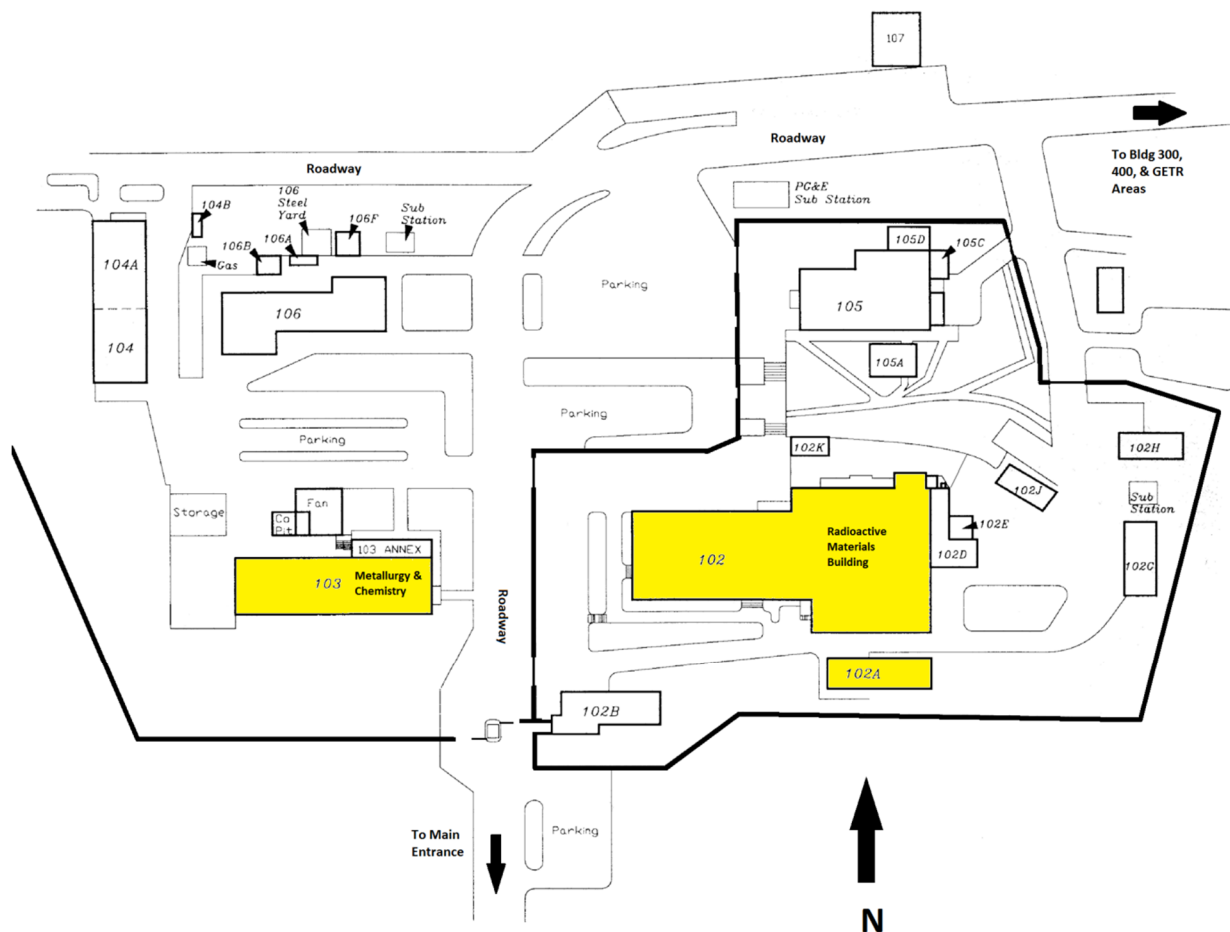 107
Roadway
To Bldg 300,
400, & GETR
Areas
Roadway
PG&E
Sub Station
104B
106
Steel
Yard
106F
Sub
Station
106B
106A
Gas
104A
104
106
Parking
105D
105C
105
105A
Parking
Parking
102K
102H
102J
Sub
Station
Storage
Fan
Ca
Pit
103 ANNEX
103
Metallurgy &
Chemistry
Roadway
102
Radioactive
Materials
Building
102E
102D
102G
102A
102B
To Main
Entrance
Parking
N